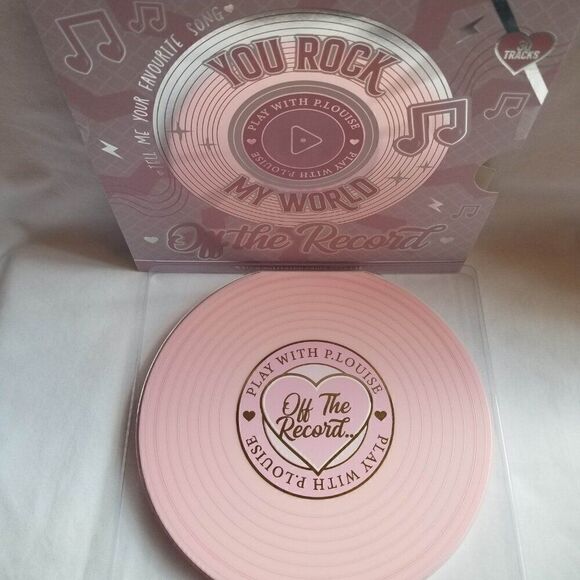 TELL ME YOUR FAVOURITE SONG
YOU ROCK
PLAY WITH P.LOUISE
PLAY WITH P.LOUISE
MY WORLD
Off the Record
TRACKS
PLAY WITH P.LOUISE
Off The
Record..
PLAY WITH P.LOUISE